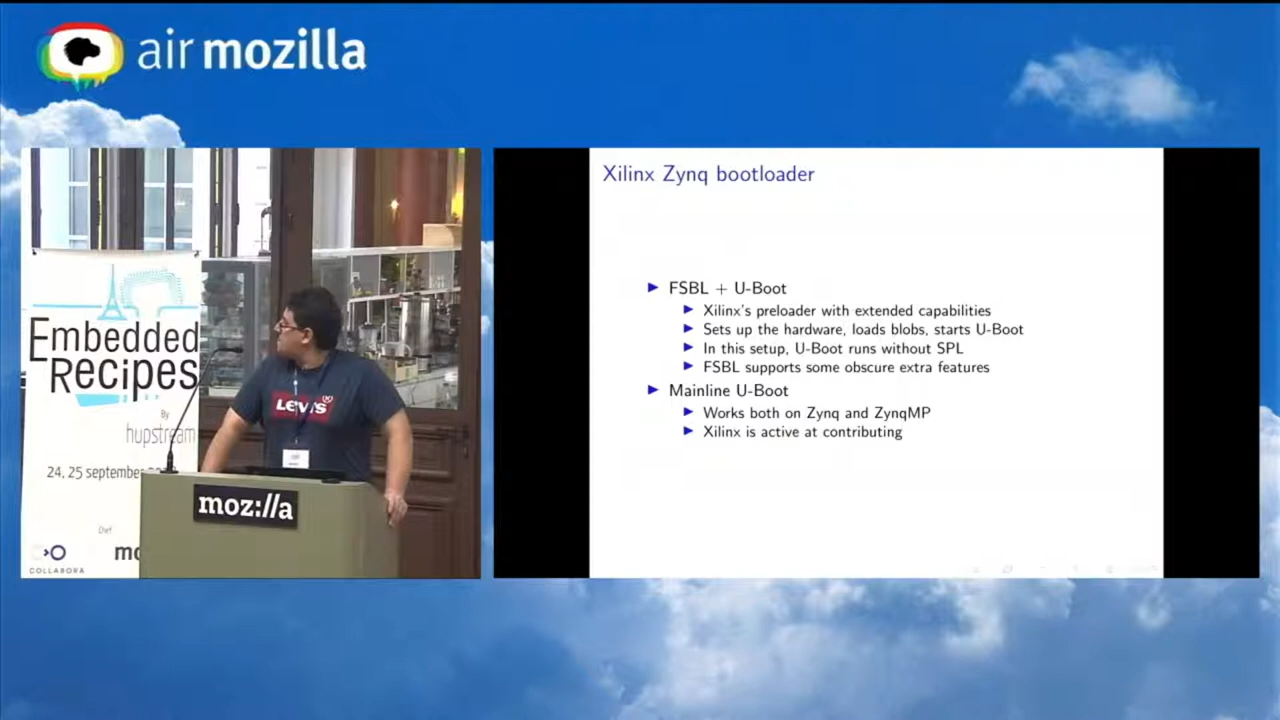 air mozilla
Xilinx Zynq bootloader
FSBL + U-Boot
Xilinx's preloader with extended capabilities
Sets up the hardware, loads blobs, starts U-Boot
In this setup, U-Boot runs without SPL
FSBL supports some obscure extra features
Mainline U-Boot
Works both on Zynq and ZynqMP
Xilinx is active at contributing
Embedded
Recipes
By
hupstream
24, 25 september
COLLABORA
LEVI'S
moz://a